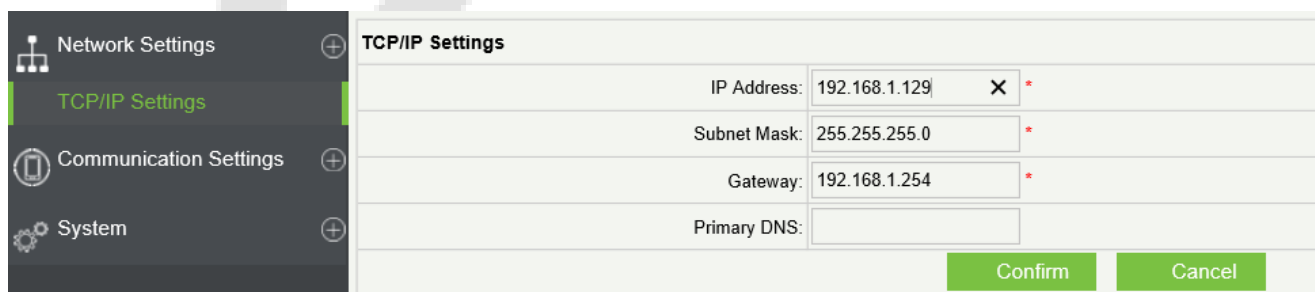 Network Settings
TCP/IP Settings
Communication Settings
System
TCP/IP Settings
IP Address: 192.168.1.129 *
Subnet Mask: 255.255.255.0 *
Gateway: 192.168.1.254 *
Primary DNS:
Confirm Cancel